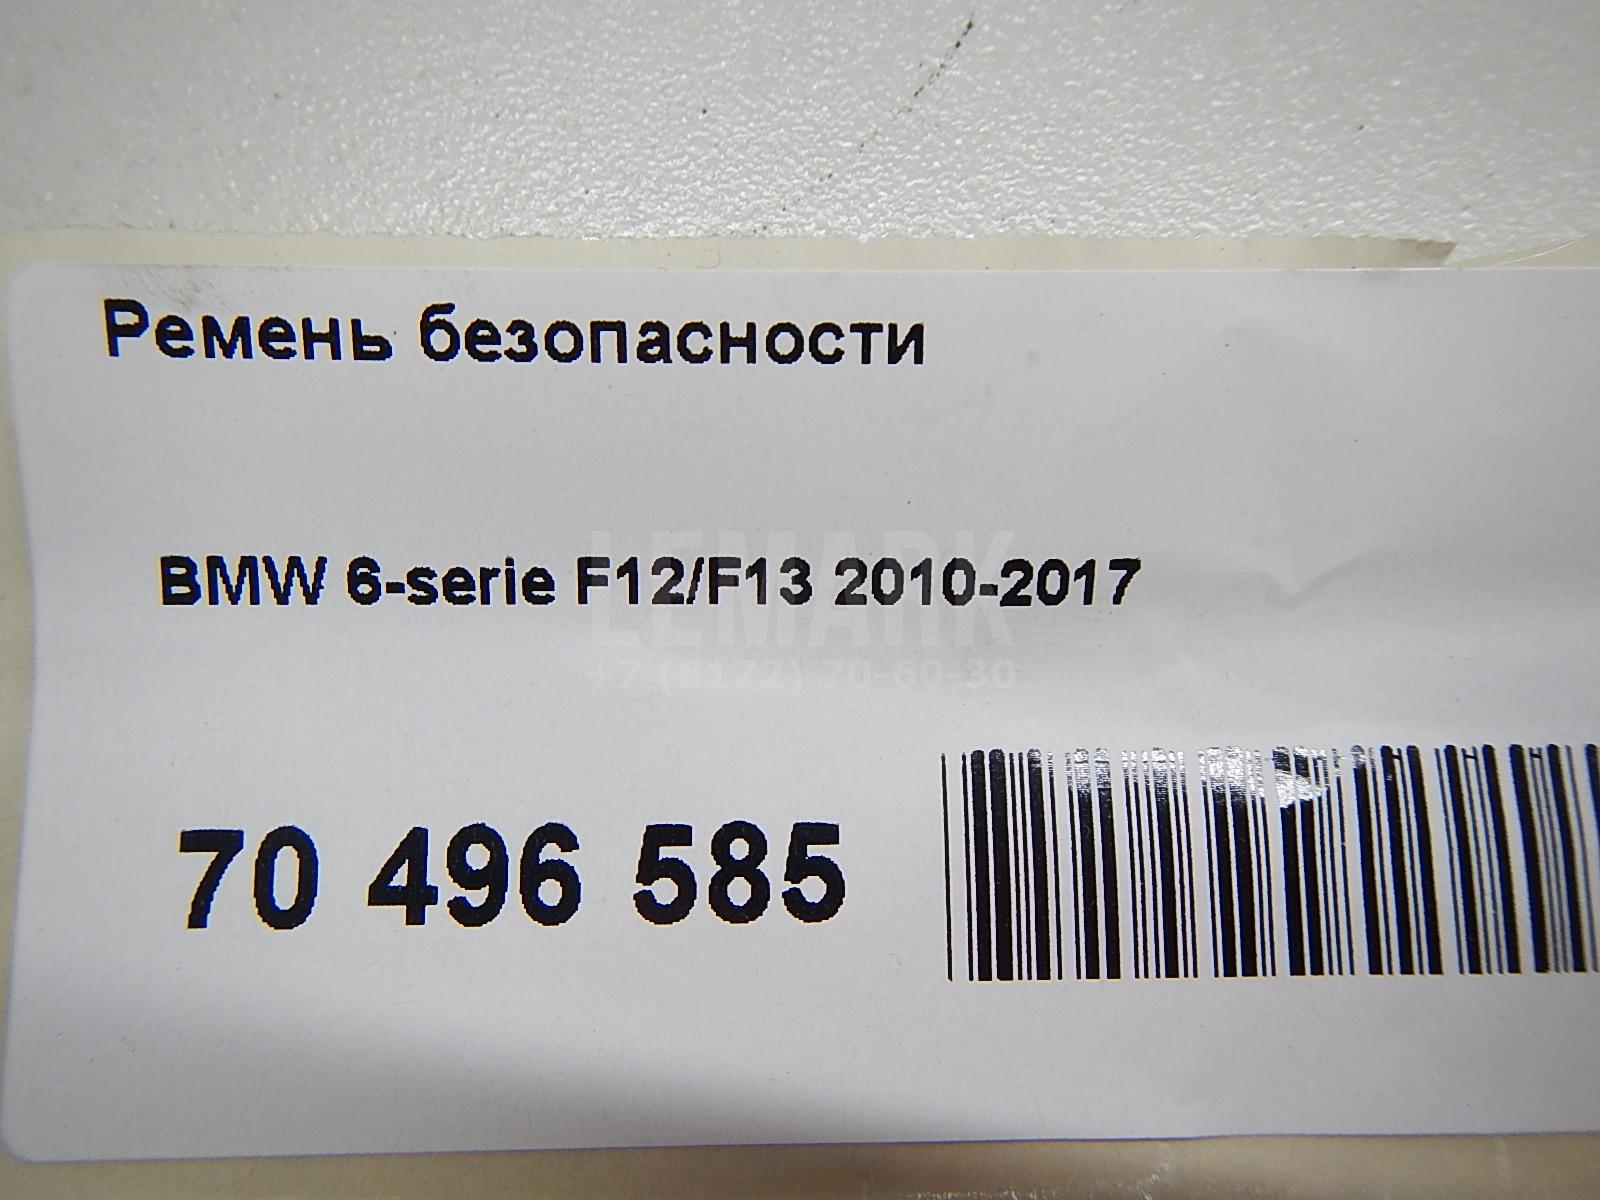 Ремень безопасности
BMW 6-serie F12/F13 2010-2017
LEMARK
+7 (8172) 70-60-30
70 496 585